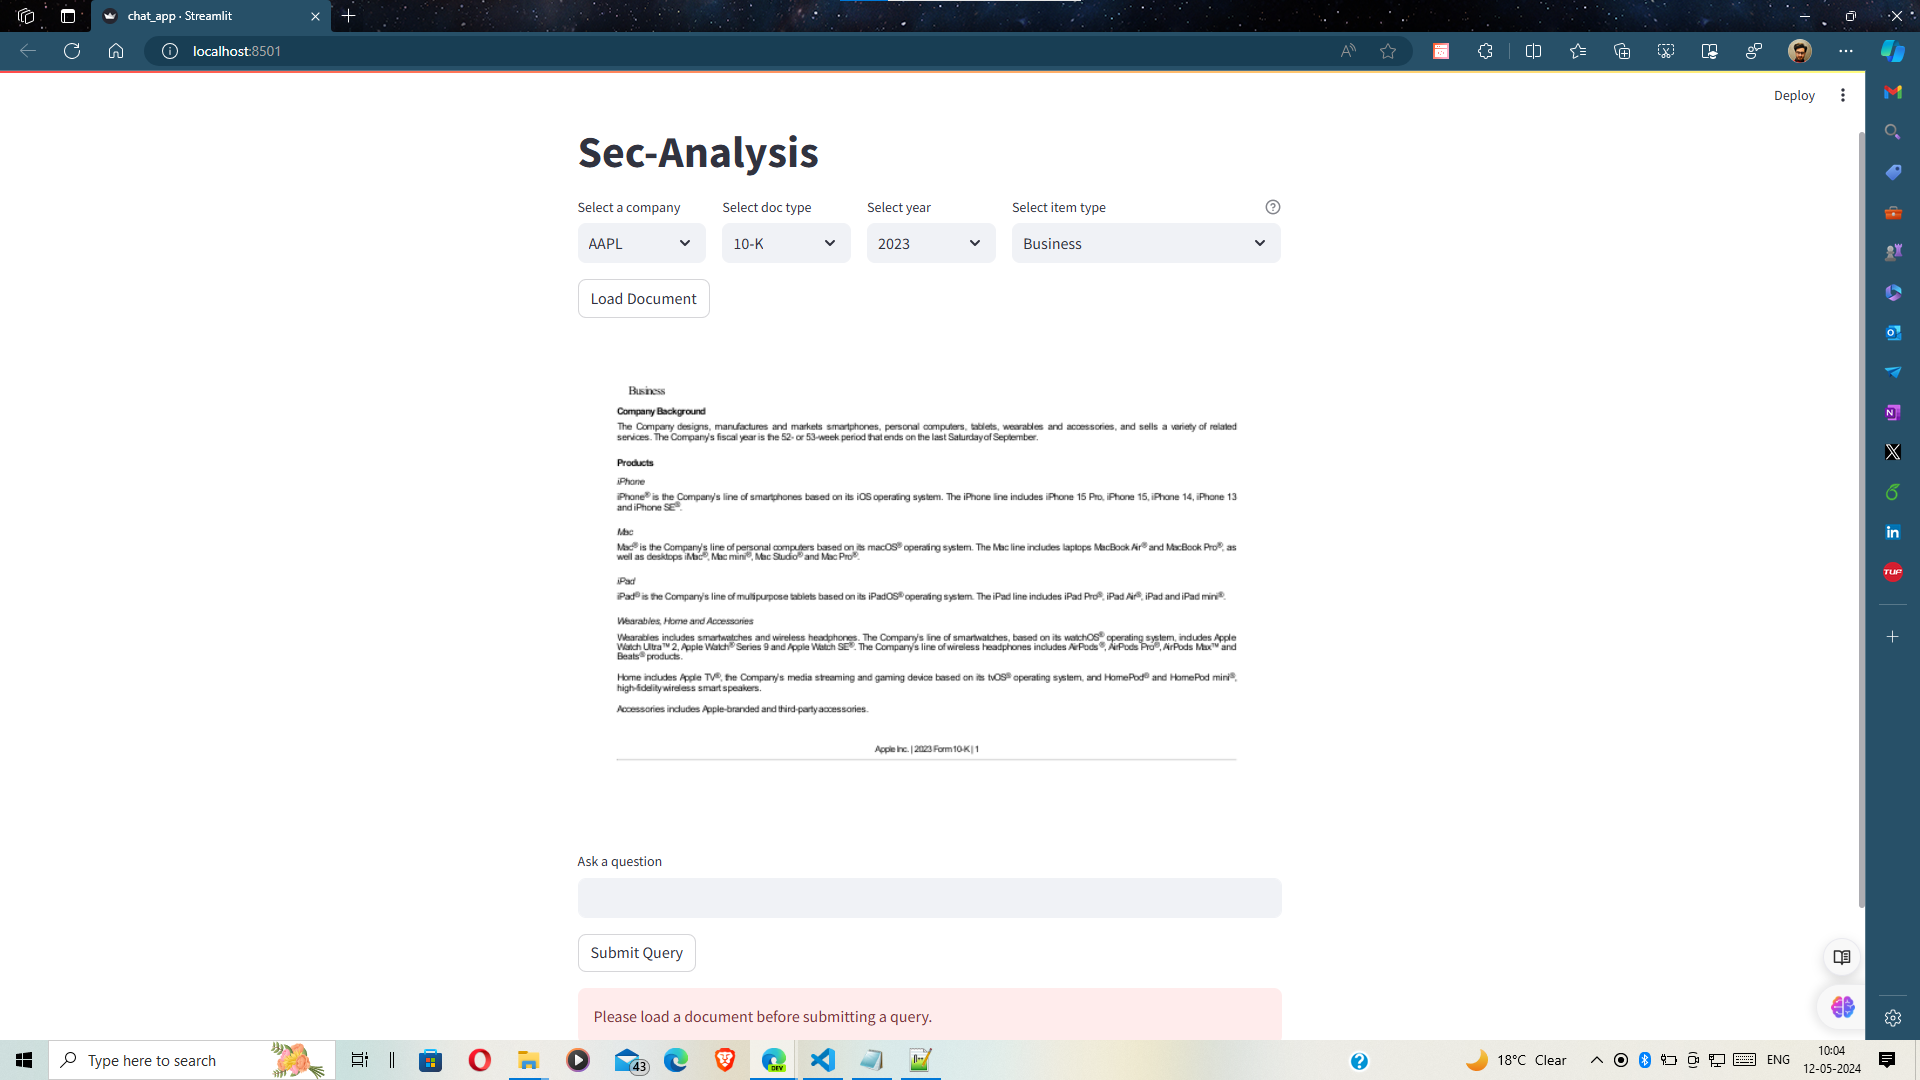 chat_app · Streamlit
localhost:8501
Deploy
Sec-Analysis
Select a company
Select doc type
Select year
Select item type
AAPL
10-K
2023
Business
Load Document
Business
Company Background
The Company designs, manufactures and markets smartphones, personal computers, tablets, wearables and accessories, and sells a variety of related
services. The Company's fiscal year is the 52- or 53-week period that ends on the last Saturday of September.
Products
iPhone
iPhone® is the Company's line of smartphones based on its iOS operating system. The iPhone line includes iPhone 15 Pro, iPhone 15, iPhone 14, iPhone 13
and iPhone SE®.
Mac
Mac® is the Company's line of personal computers based on its macOS® operating system. The Mac line includes laptops MacBook Air® and MacBook Pro®, as
well as desktops iMac®, Mac mini®, Mac Studio® and Mac Pro®.
iPad
iPad® is the Company's line of multipurpose tablets based on its iPadOS® operating system. The iPad line includes iPad Pro®, iPad Air®, iPad and iPad mini®.
Wearables, Home and Accessories
Wearables includes smartwatches and wireless headphones. The Company's line of smartwatches, based on its watchOS® operating system, includes Apple
Watch Ultra™ 2, Apple Watch® Series 9 and Apple Watch SE®. The Company's line of wireless headphones includes AirPods®, AirPods Pro®, AirPods Max™ and
Beats® products.
Home includes Apple TV®, the Company's media streaming and gaming device based on its tvOS® operating system, and HomePod® and HomePod mini®,
high-fidelity wireless smart speakers.
Accessories includes Apple-branded and third-party accessories.
Apple Inc. | 2023 Form 10-K | 1
Ask a question
Submit Query
Please load a document before submitting a query.
TUF
Type here to search
43
DEV
18°C Clear
ENG
10:04
12-05-2024